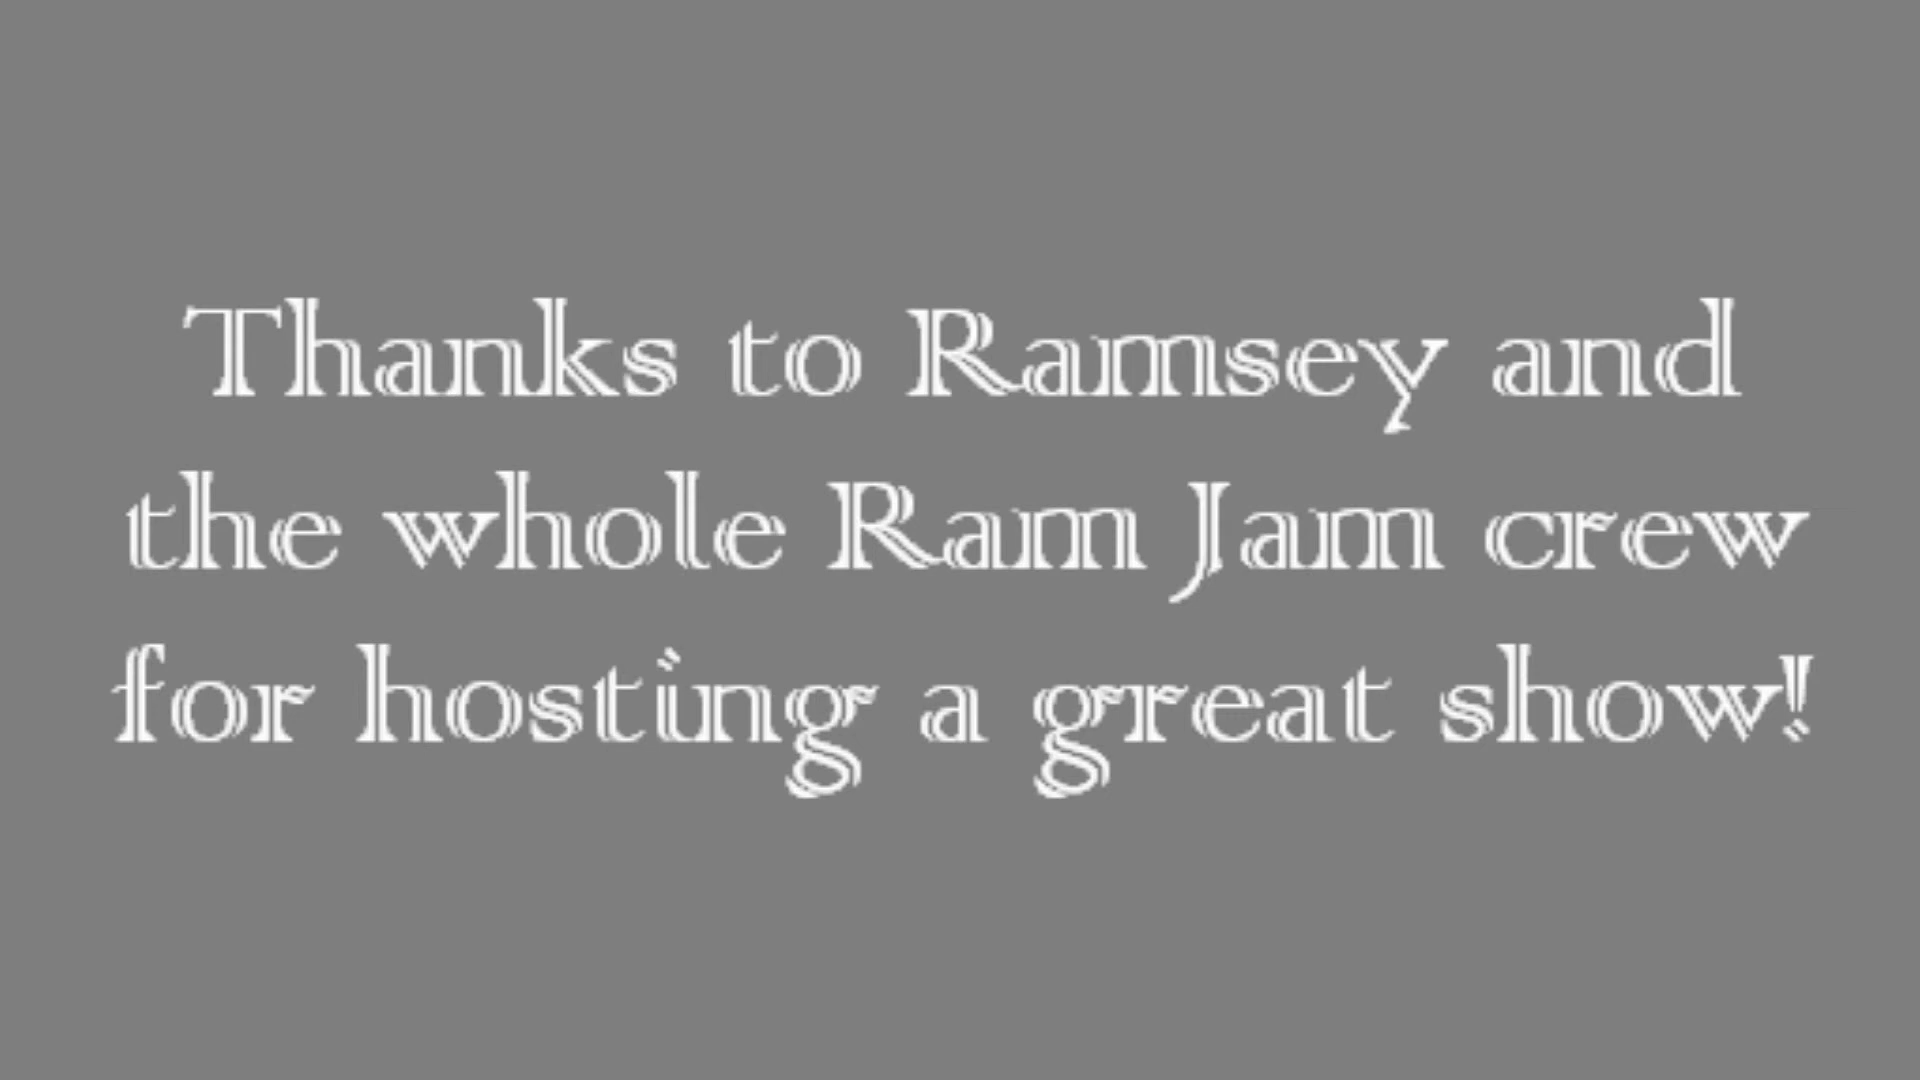 Thanks to Ramsey and
the whole Ram Jam crew
for hosting a great show!